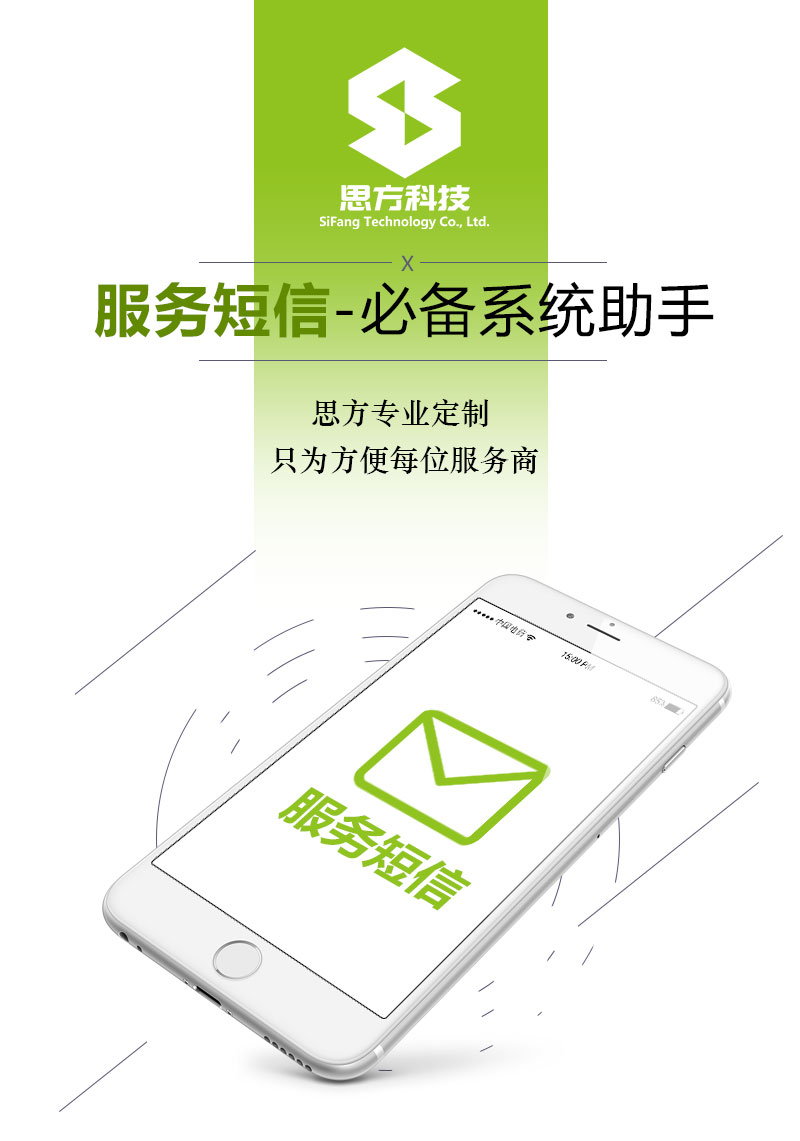 思方科技
SiFang Technology Co., Ltd.
X
服务短信-必备系统助手
思方专业定制
只为方便每位服务商
中国电信
15:00 PM
85%
服务短信